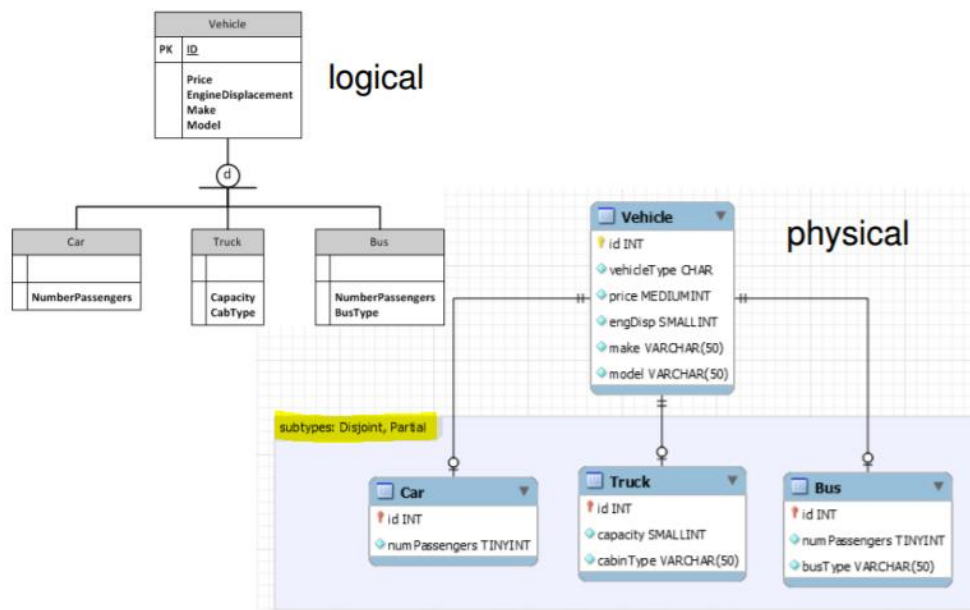 Vehicle
PK ID
Price
EngineDisplacement
Make
Model
logical
d
Car
NumberPassengers
Truck
Capacity
CabType
Bus
NumberPassengers
BusType
physical
Vehicle
id INT
vehicleType CHAR
price MEDIUMINT
engDisp SMALLINT
make VARCHAR(50)
model VARCHAR(50)
subtypes: Disjoint, Partial
Car
id INT
numPassengers TINYINT
Truck
id INT
capacity SMALLINT
cabinType VARCHAR(50)
Bus
id INT
numPassengers TINYINT
busType VARCHAR(50)